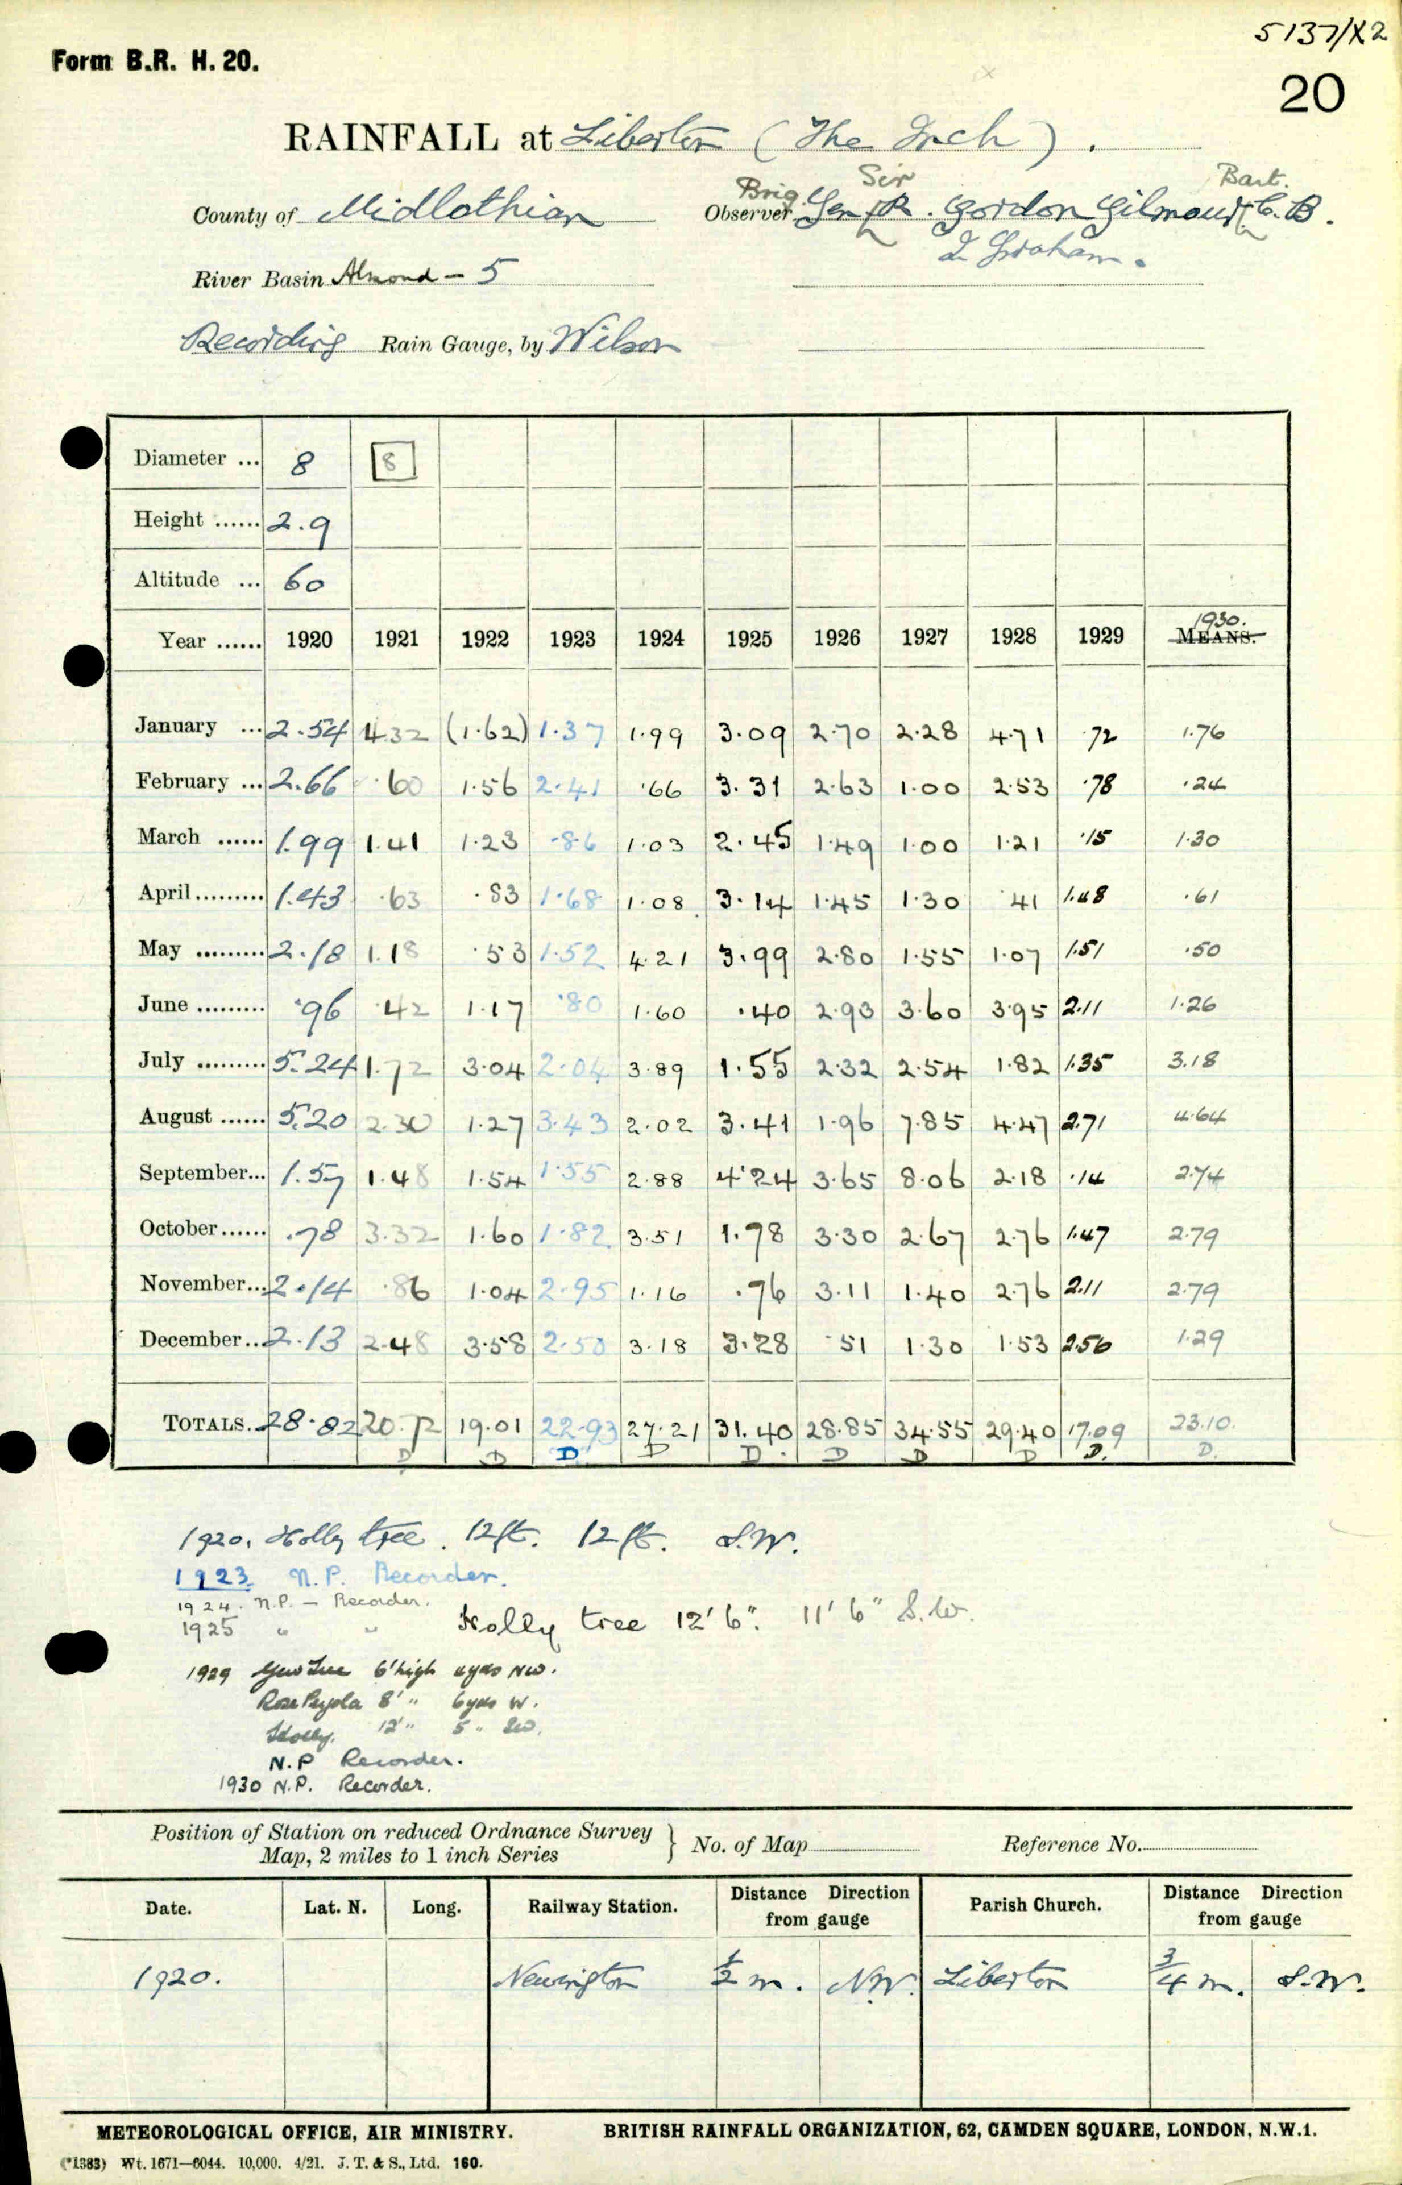 5137/X2
Form B.R. H. 20.
20
RAINFALL at Liberton (The Inch).
Brig. Sir Bart.
County of Midlothian Observer Gen R. Gordon Gilmour C.B.
J. Graham.
River Basin Almond - 5
Recording Rain Gauge, by Wilson
Diameter ... 8 8
Height ...... 2.9
Altitude ... 60
1930.
Year ...... 1920 1921 1922 1923 1924 1925 1926 1927 1928 1929 MEANS.
January ... 2.54 4.32 (1.62) 1.37 1.99 3.09 2.70 2.28 4.71 .72 1.76
February ... 2.66 .60 1.56 2.41 .66 3.31 2.63 1.00 2.53 .78 .24
March ...... 1.99 1.41 1.23 .86 1.03 2.45 1.49 1.00 1.21 .15 1.30
April ......... 1.43 .63 .83 1.68 1.08 3.14 1.45 1.30 .41 1.48 .61
May ......... 2.18 1.18 .53 1.52 4.21 3.99 2.80 1.55 1.07 1.51 .50
June ......... .96 .42 1.17 .80 1.60 .40 2.93 3.60 3.95 2.11 1.26
July ......... 5.24 1.72 3.04 2.04 3.89 1.55 2.32 2.54 1.82 1.35 3.18
August ...... 5.20 2.30 1.27 3.43 2.02 3.41 1.96 7.85 4.47 2.71 4.64
September... 1.57 1.48 1.54 1.55 2.88 4.24 3.65 8.06 2.18 .14 2.74
October ...... .78 3.32 1.60 1.82 3.51 1.78 3.30 2.67 2.76 1.47 2.79
November... 2.14 .86 1.04 2.95 1.16 .76 3.11 1.40 2.76 2.11 2.79
December ... 2.13 2.48 3.58 2.50 3.18 3.28 .51 1.30 1.53 2.56 1.29
TOTALS... 28.82 20.72 19.01 22.93 27.21 31.40 28.85 34.55 29.40 17.09 23.10.
D D D D D D D D D. D.
1920. Holly tree. 12ft. 12ft. S.W.
1923 N.P. Recorder.
1924. N.P. - Recorder.
1925 " " Holly tree 12' 6". 11' 6" S.W.
1929 Yew Tree 6' high 4yds NW.
Rose Pergola 8' " 6yds W.
Holly. 12' " 5 " SW.
N.P Recorder.
1930 N.P. Recorder.
Position of Station on reduced Ordnance Survey
Map, 2 miles to 1 inch Series } No. of Map Reference No.
Date. Lat. N. Long. Railway Station. Distance Direction from gauge Parish Church. Distance Direction from gauge
1920. Newington 1/2 m. N.W. Liberton 3/4 m. S.W.
METEOROLOGICAL OFFICE, AIR MINISTRY. BRITISH RAINFALL ORGANIZATION, 62, CAMDEN SQUARE, LONDON, N.W.1.
(*1383) Wt. 1671—6044. 10,000. 4/21. J. T. & S., Ltd. 160.